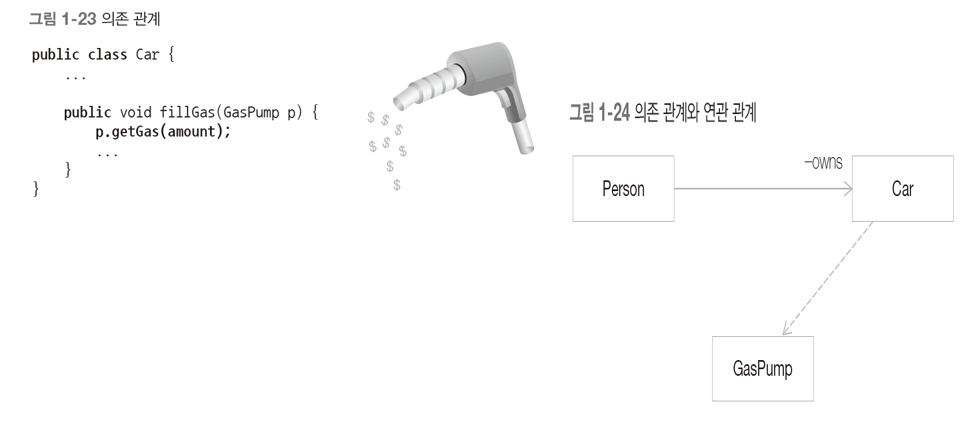 그림 1-23 의존 관계
public class Car {
...
public void fillGas(GasPump p) {
p.getGas(amount);
...
}
}
$
$
$
$
$
$
$
$
그림 1-24 의존 관계와 연관 관계
-owns
Person
Car
GasPump